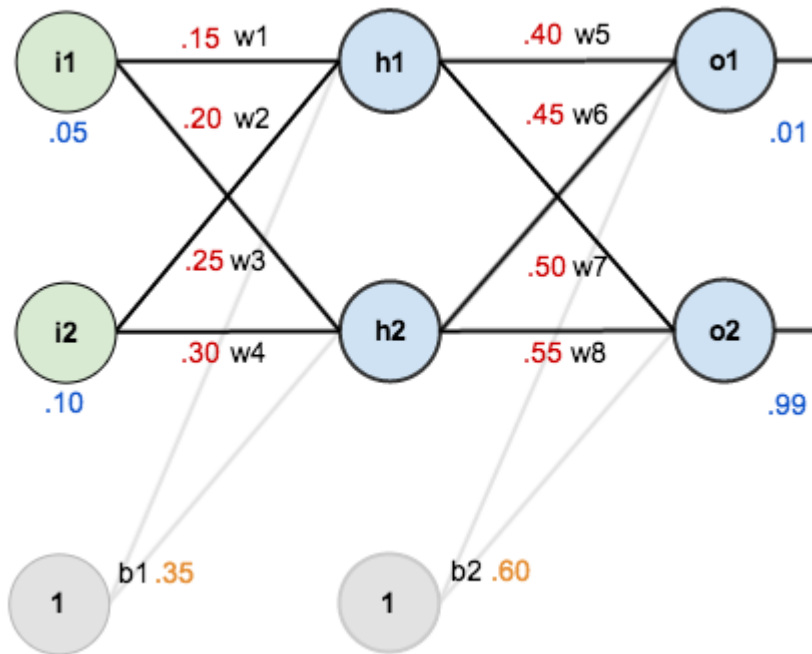 i1 .15 w1 h1 .40 w5 o1
.05 .20 w2 .45 w6 .01
.25 w3 .50 w7
i2 .30 w4 h2 .55 w8 o2
.10 .99
1 b1 .35 1 b2 .60